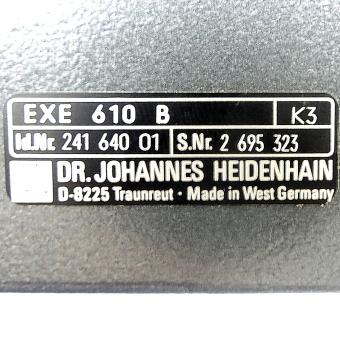 EXE 610 B K3
Id.Nr. 241 640 01 S.Nr. 2 695 323
DR. JOHANNES HEIDENHAIN
D-8225 Traunreut · Made in West Germany